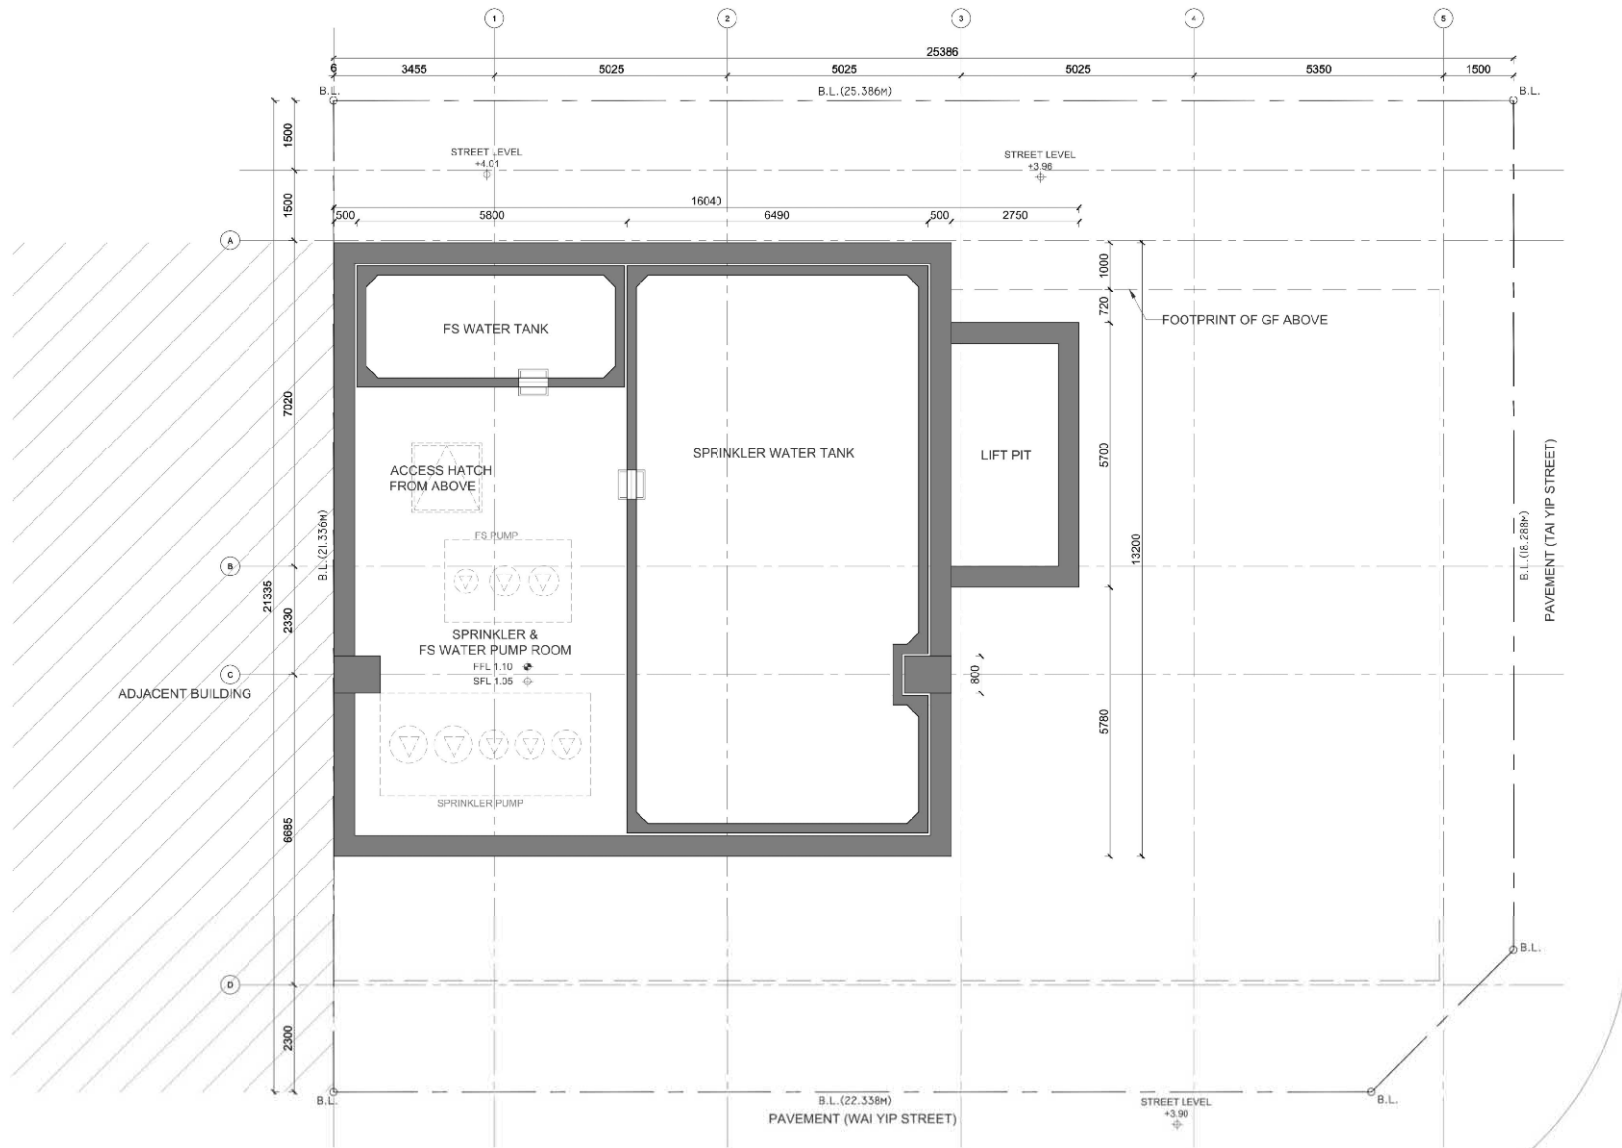 1 2 3 4 5
25386
6 3455 5025 5025 5025 5350 1500
B.L. B.L.(25.386M) B.L.
1500
STREET LEVEL
+4.01
STREET LEVEL
+3.96
1500
16040
500 5800 6490 500 2750
A
1000
720
FOOTPRINT OF GF ABOVE
FS WATER TANK
7020
SPRINKLER WATER TANK
LIFT PIT
5700
ACCESS HATCH
FROM ABOVE
PAVEMENT (TAI YIP STREET)
B.L.(21.336M)
B.L.(18.288M)
FS PUMP
13200
B
21335
2330
SPRINKLER &
FS WATER PUMP ROOM
FFL 1.10
SFL 1.05
C
800
ADJACENT BUILDING
5780
SPRINKLER PUMP
6685
B.L.
D
2300
B.L. B.L.(22.338M) B.L.
PAVEMENT (WAI YIP STREET)
STREET LEVEL
+3.90